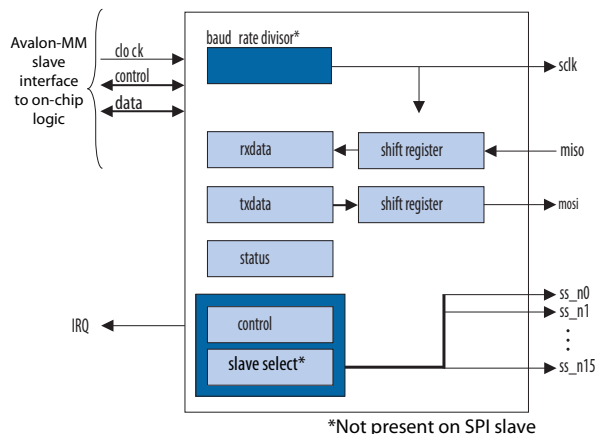 baud rate divisor*
Avalon-MM
slave
interface
to on-chip
logic
clo ck
control
data
sclk
rxdata
shift register
miso
txdata
shift register
mosi
status
IRQ
control
slave select*
ss_n0
ss_n1
ss_n15
*Not present on SPI slave